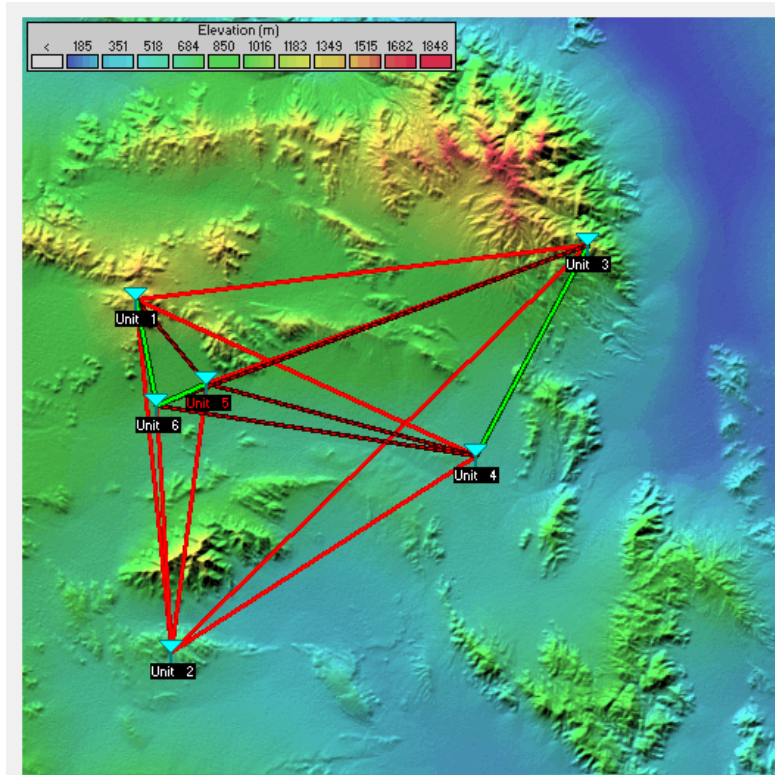 Elevation (m)
< 185 351 518 684 850 1016 1183 1349 1515 1682 1848
Unit 3
Unit 1
Unit 5
Unit 6
Unit 4
Unit 2